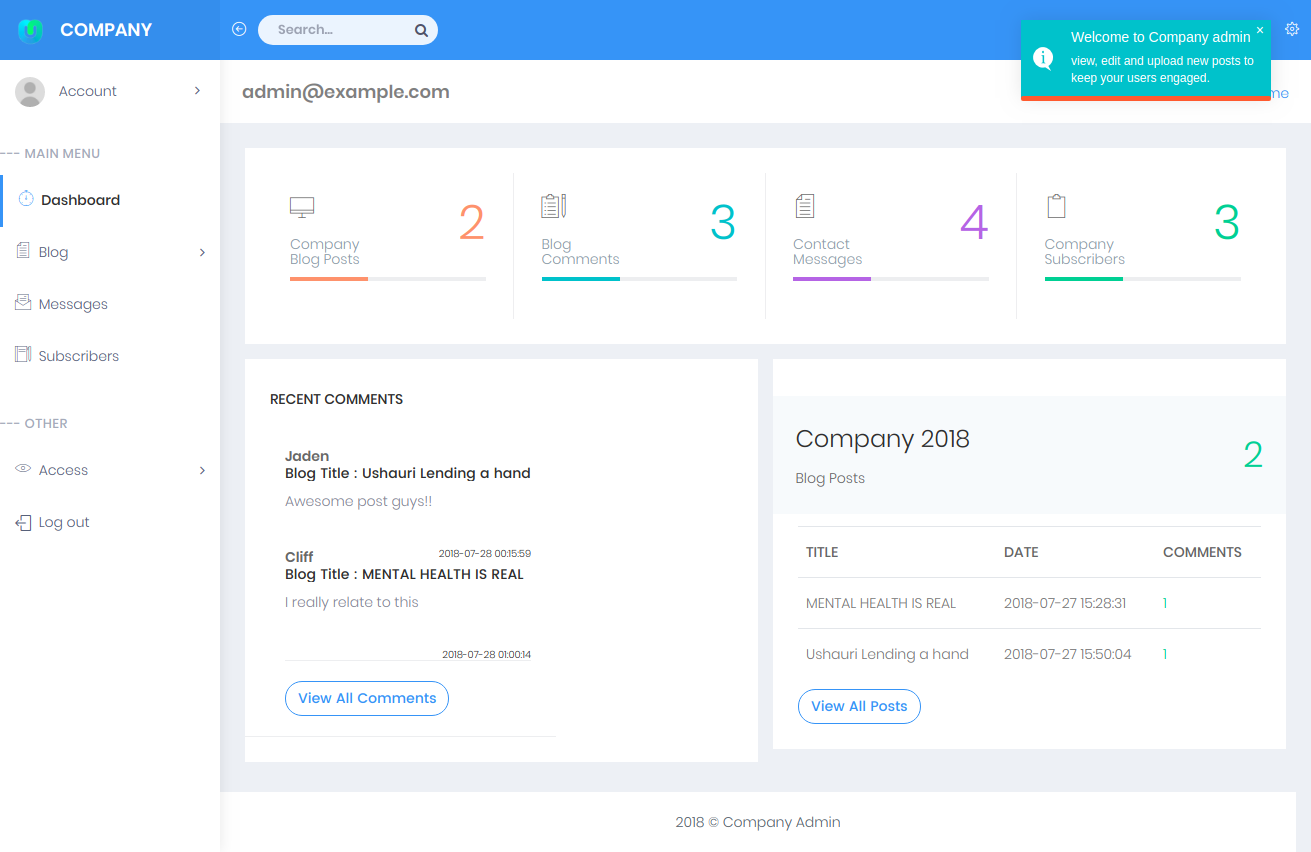 COMPANY
Search...
Welcome to Company admin
×
view, edit and upload new posts to
keep your users engaged.
Account
admin@example.com
--- MAIN MENU
Dashboard
Blog
Messages
Subscribers
--- OTHER
Access
Log out
2
Company
Blog Posts
3
Blog
Comments
4
Contact
Messages
3
Company
Subscribers
RECENT COMMENTS
Jaden
Blog Title : Ushauri Lending a hand
Awesome post guys!!
2018-07-28 00:15:59
Cliff
Blog Title : MENTAL HEALTH IS REAL
I really relate to this
2018-07-28 01:00:14
View All Comments
Company 2018
2
Blog Posts
TITLE DATE COMMENTS
MENTAL HEALTH IS REAL 2018-07-27 15:28:31 1
Ushauri Lending a hand 2018-07-27 15:50:04 1
View All Posts
2018 © Company Admin